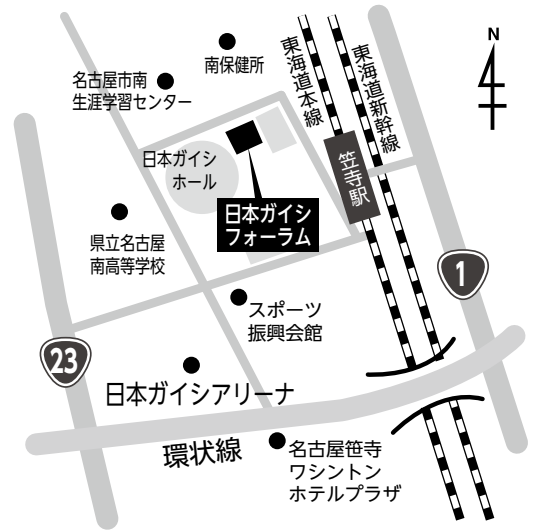 N
南保健所
名古屋市南
生涯学習センター
東海道本線
東海道新幹線
日本ガイシ
ホール
笠寺駅
日本ガイシ
フォーラム
県立名古屋
南高等学校
1
スポーツ
振興会館
23
日本ガイシアリーナ
環状線
名古屋笹寺
ワシントン
ホテルプラザ